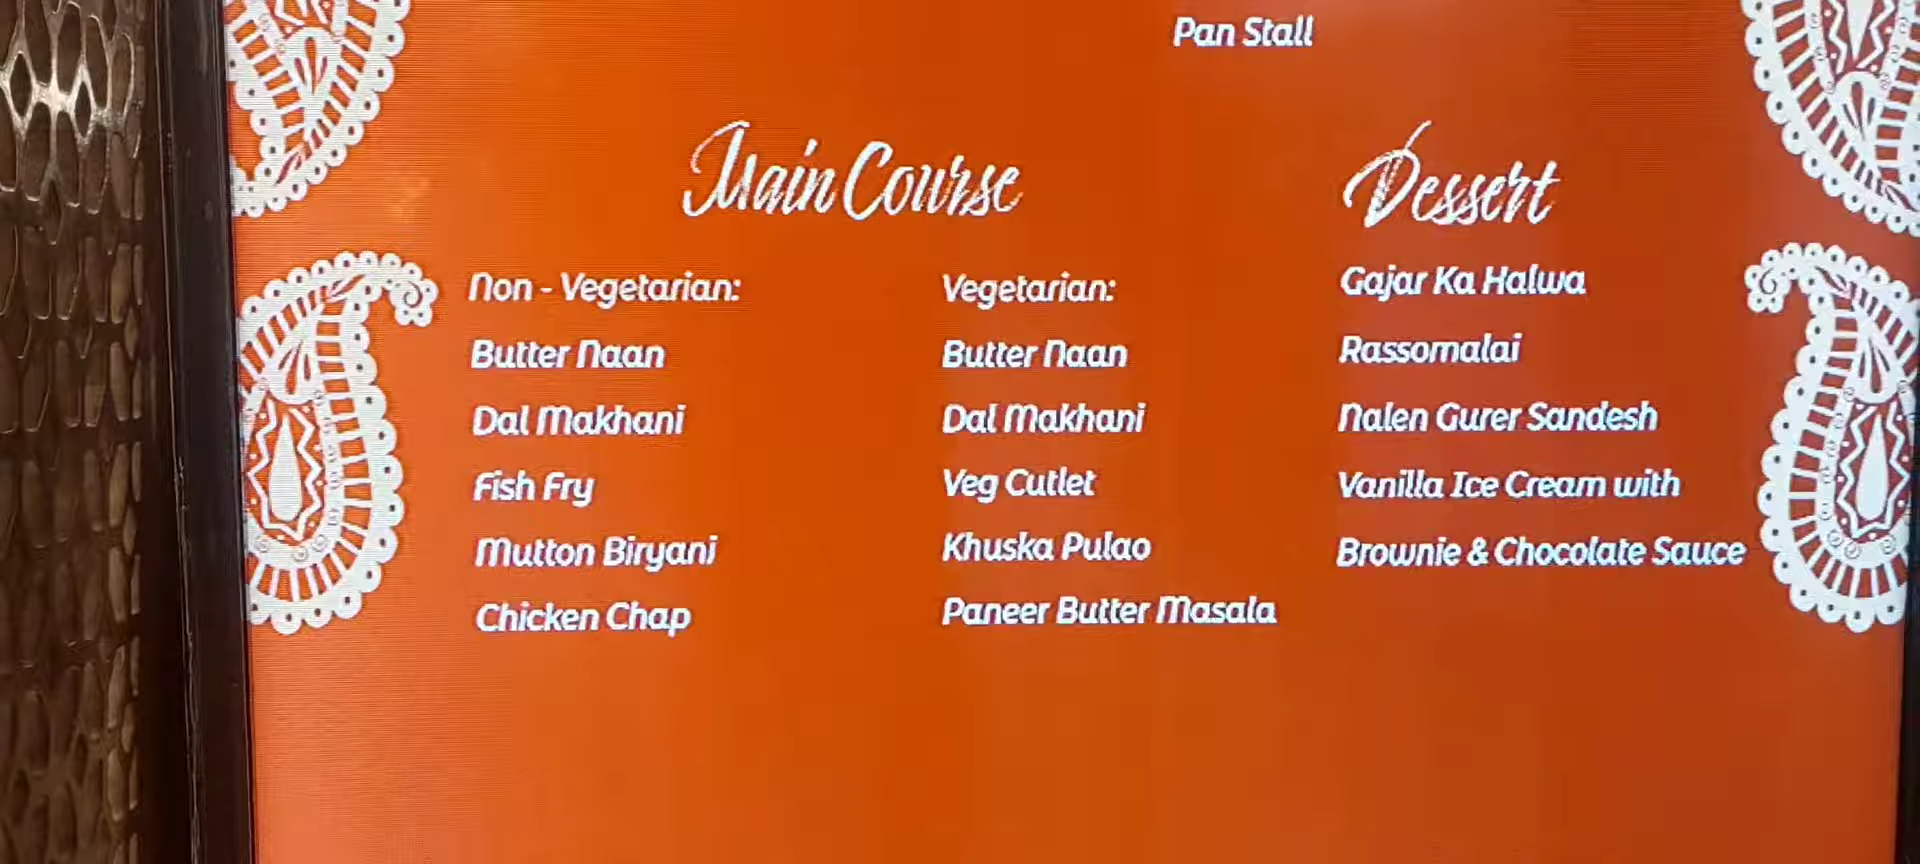 Pan Stall
Main Course
Non - Vegetarian:
Butter Naan
Dal Makhani
Fish Fry
Mutton Biryani
Chicken Chap
Vegetarian:
Butter Naan
Dal Makhani
Veg Cutlet
Khuska Pulao
Paneer Butter Masala
Dessert
Gajar Ka Halwa
Rassomalai
Nalen Gurer Sandesh
Vanilla Ice Cream with
Brownie & Chocolate Sauce